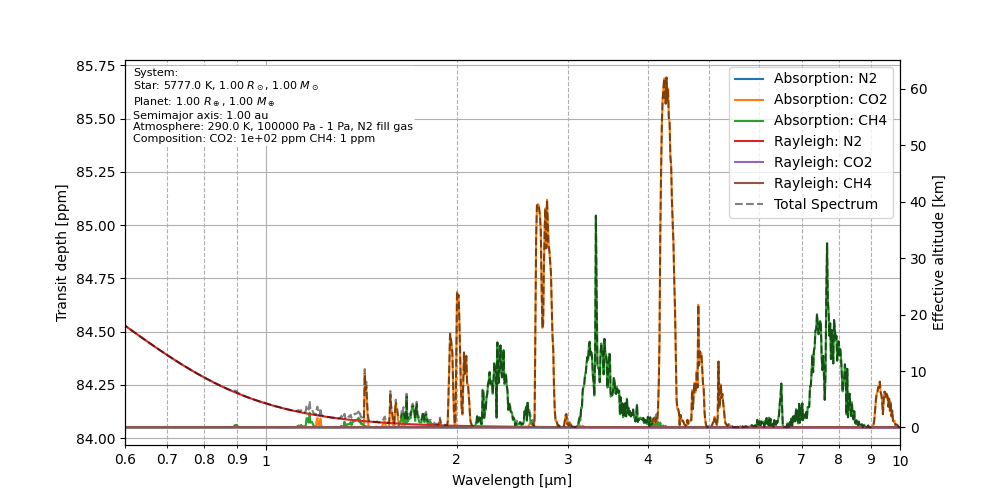 System:
Star: 5777.0 K, 1.00 R☉, 1.00 M☉
Planet: 1.00 R⊕, 1.00 M⊕
Semimajor axis: 1.00 au
Atmosphere: 290.0 K, 100000 Pa - 1 Pa, N2 fill gas
Composition: CO2: 1e+02 ppm CH4: 1 ppm
Absorption: N2
Absorption: CO2
Absorption: CH4
Rayleigh: N2
Rayleigh: CO2
Rayleigh: CH4
Total Spectrum
Transit depth [ppm]
85.75
85.50
85.25
85.00
84.75
84.50
84.25
84.00
Effective altitude [km]
60
50
40
30
20
10
0
0.6 0.7 0.8 0.9 1 2 3 4 5 6 7 8 9 10
Wavelength [μm]